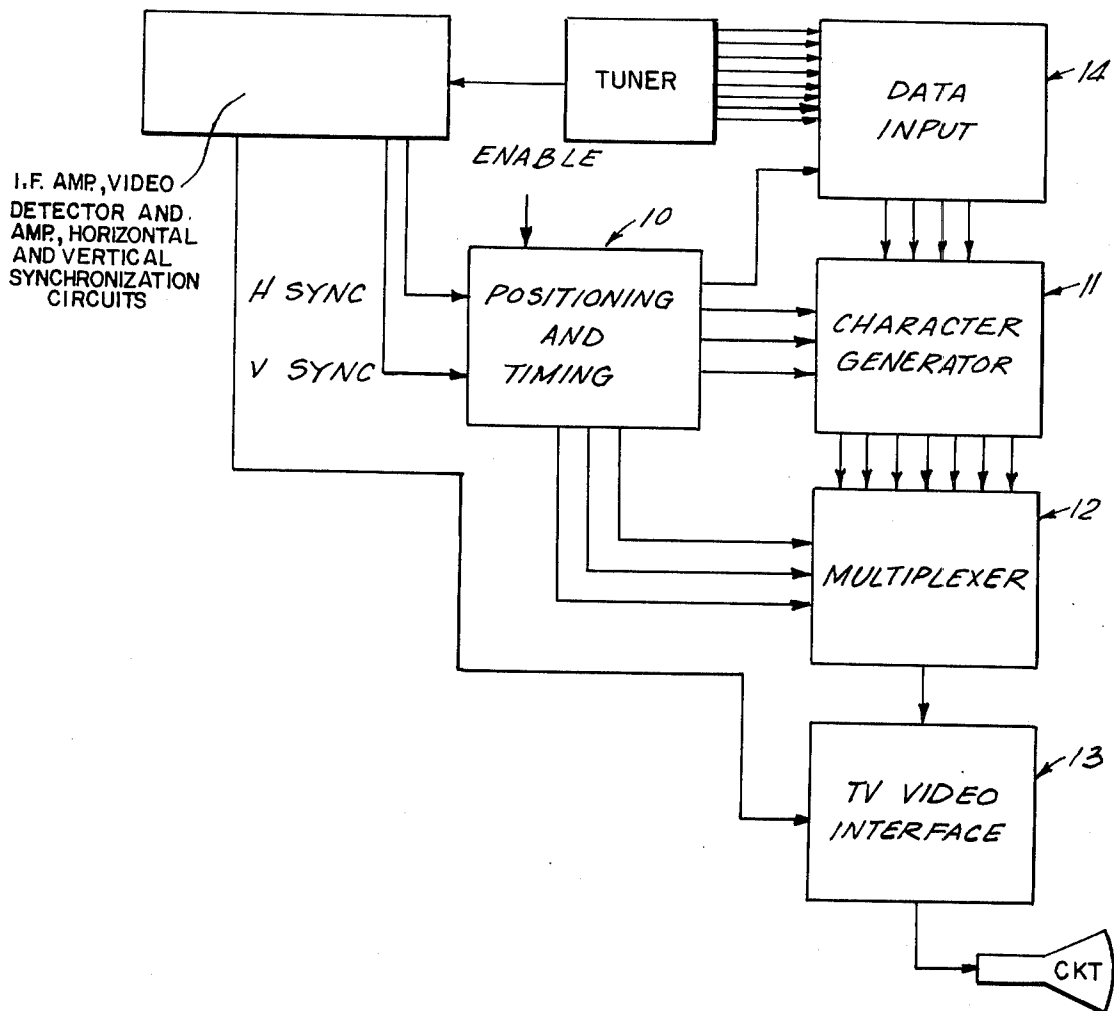 TUNER
DATA
INPUT
14
ENABLE
I.F. AMP., VIDEO
DETECTOR AND.
AMP., HORIZONTAL
AND VERTICAL
SYNCHRONIZATION
CIRCUITS
10
H SYNC
V SYNC
POSITIONING
AND
TIMING
11
CHARACTER
GENERATOR
12
MULTIPLEXER
13
TV VIDEO
INTERFACE
CKT